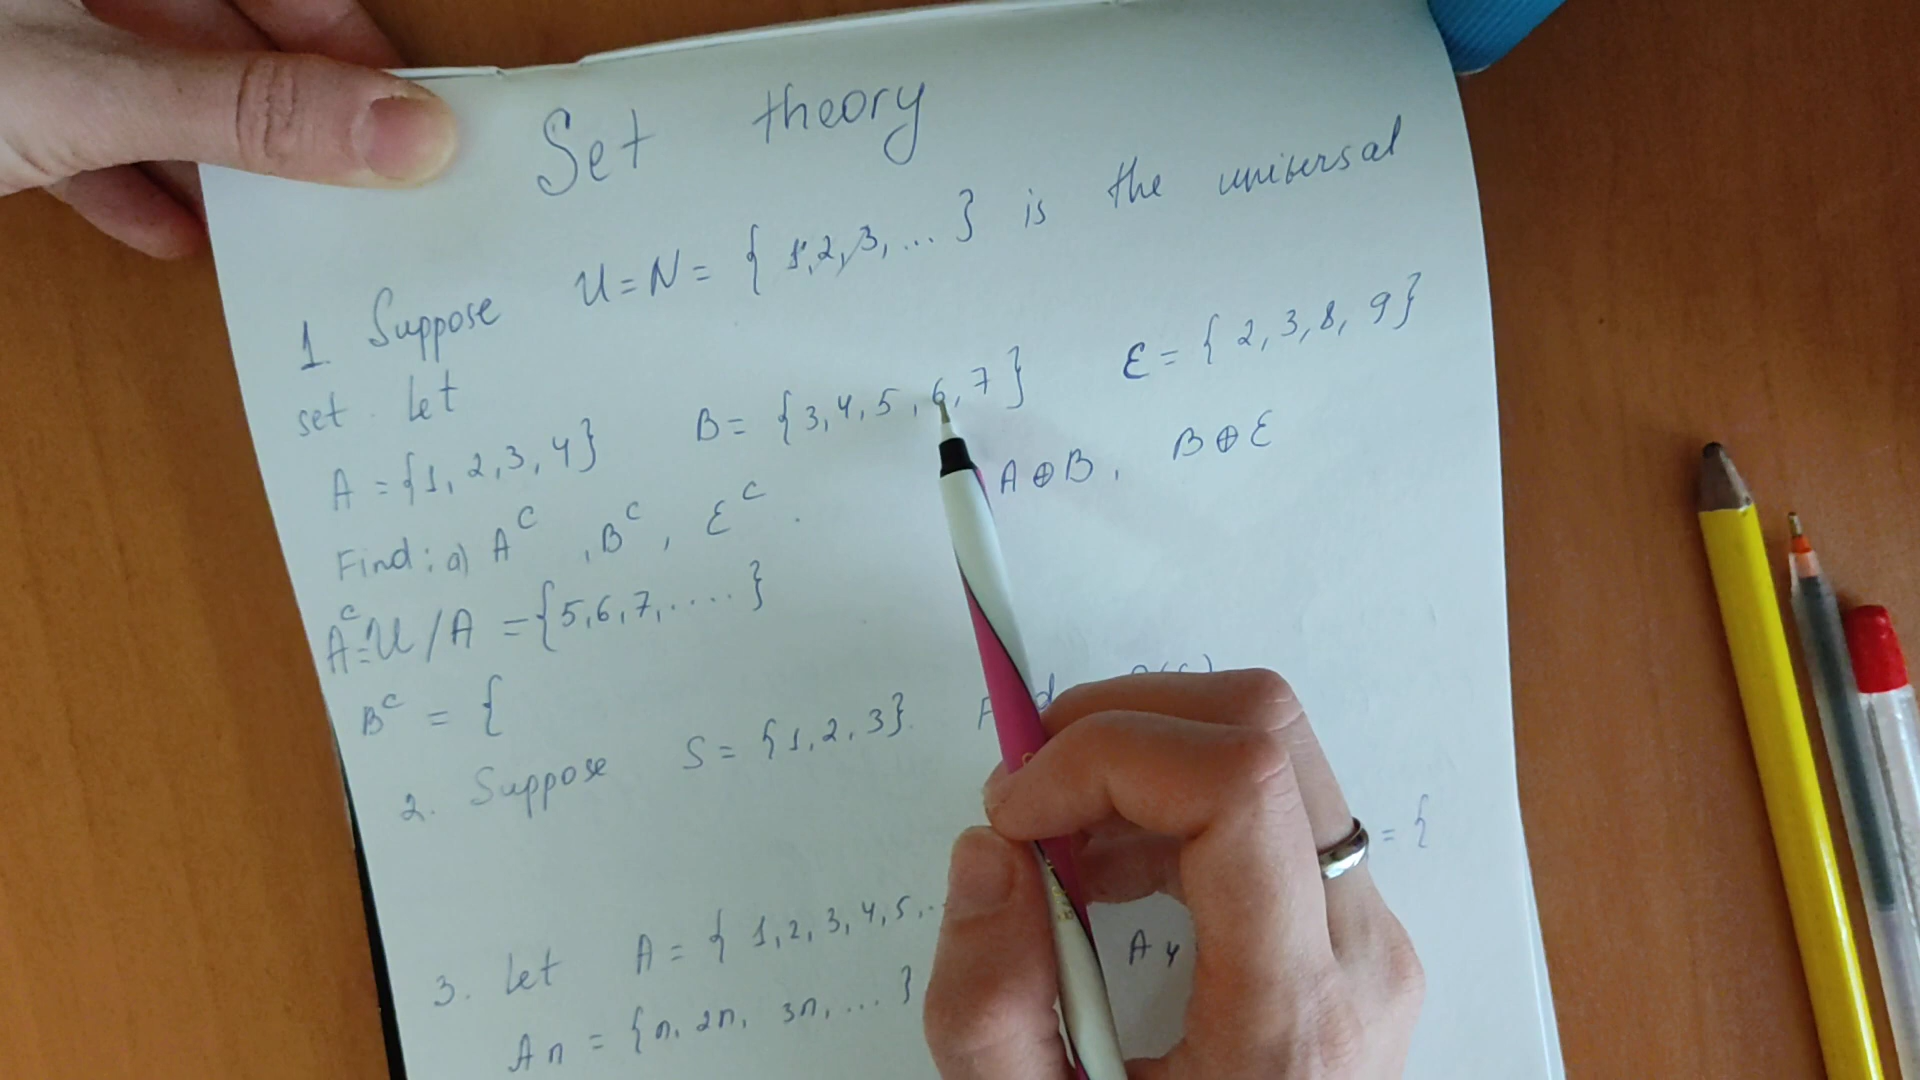 Set theory
1. Suppose U=N= { 1,2,3,... } is the universal
set. Let
A = {1, 2, 3, 4} B = {3,4,5,6,7} ε = { 2,3,8,9}
Find: a) A^C, B^C, ε^C. A⊕B, B⊕ε
A^C=U/A = {5,6,7,....}
B^C = {
2. Suppose S = {1,2,3}.
= {
3. Let A = { 1,2,3,4,5,..
An = {n, 2n, 3n, ...} A4